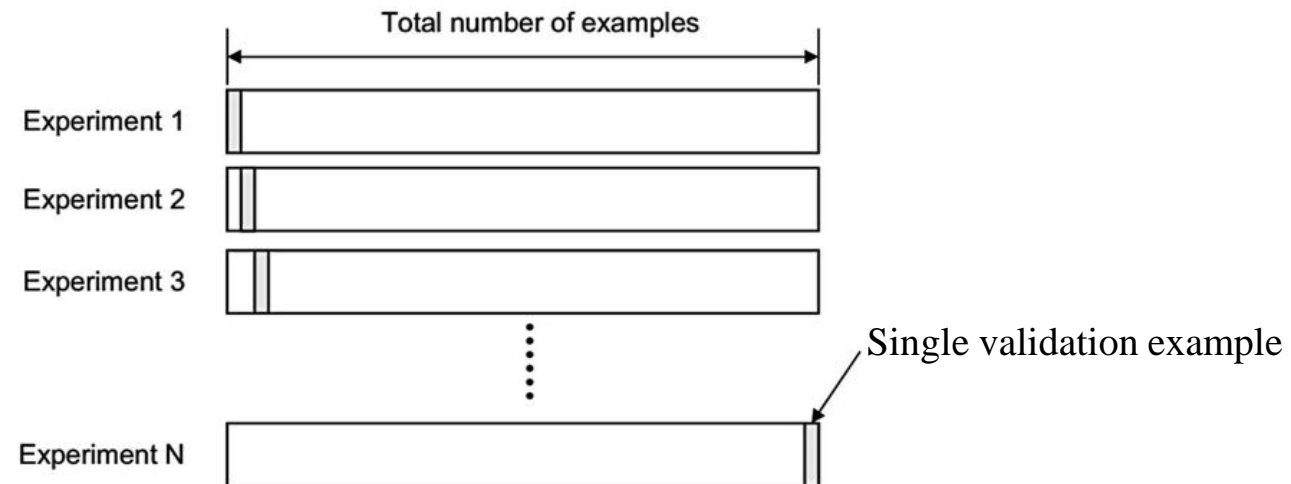 Total number of examples
Experiment 1
Experiment 2
Experiment 3
Single validation example
Experiment N